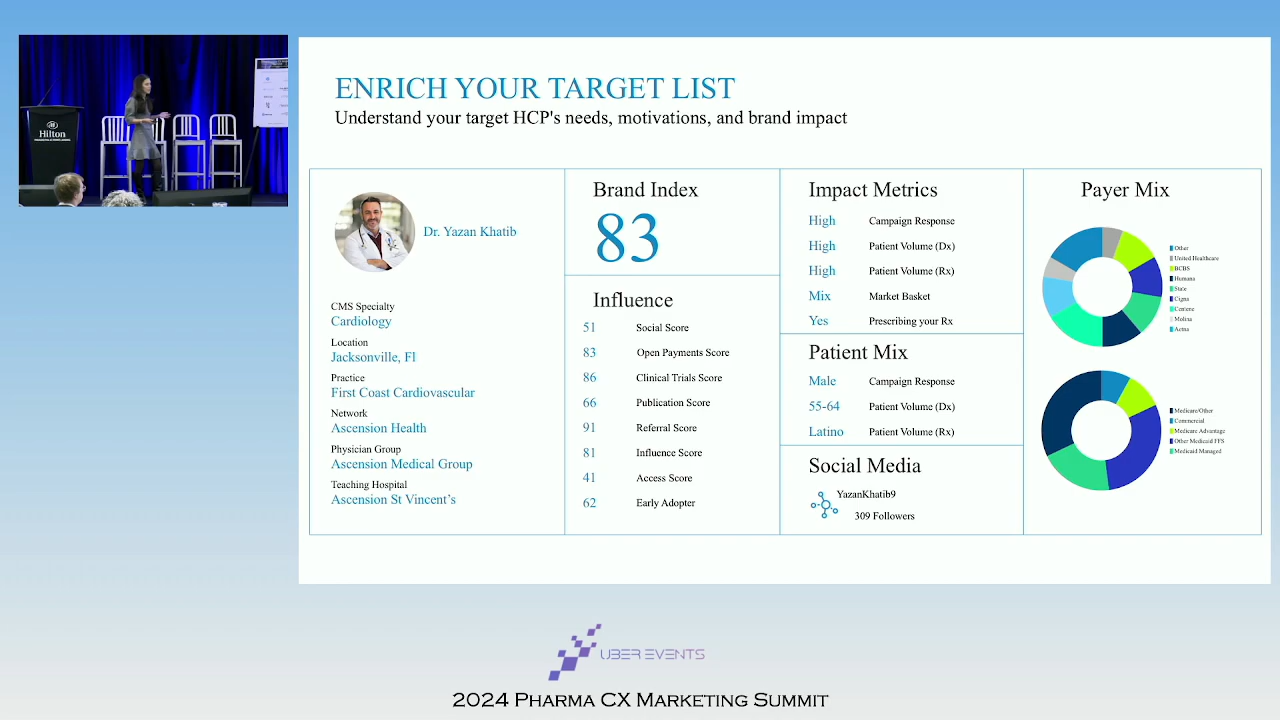 Hilton
ENRICH YOUR TARGET LIST
Understand your target HCP's needs, motivations, and brand impact
Dr. Yazan Khatib
CMS Specialty
Cardiology
Location
Jacksonville, Fl
Practice
First Coast Cardiovascular
Network
Ascension Health
Physician Group
Ascension Medical Group
Teaching Hospital
Ascension St Vincent's
Brand Index
83
Influence
51 Social Score
83 Open Payments Score
86 Clinical Trials Score
66 Publication Score
91 Referral Score
81 Influence Score
41 Access Score
62 Early Adopter
Impact Metrics
High Campaign Response
High Patient Volume (Dx)
High Patient Volume (Rx)
Mix Market Basket
Yes Prescribing your Rx
Patient Mix
Male Campaign Response
55-64 Patient Volume (Dx)
Latino Patient Volume (Rx)
Social Media
YazanKhatib9
309 Followers
Payer Mix
Other
United Healthcare
BCBS
Humana
State
Cigna
Centene
Molina
Aetna
Medicare/Other
Commercial
Medicare Advantage
Other Medicaid FFS
Medicaid Managed
UBER EVENTS
2024 Pharma CX Marketing Summit